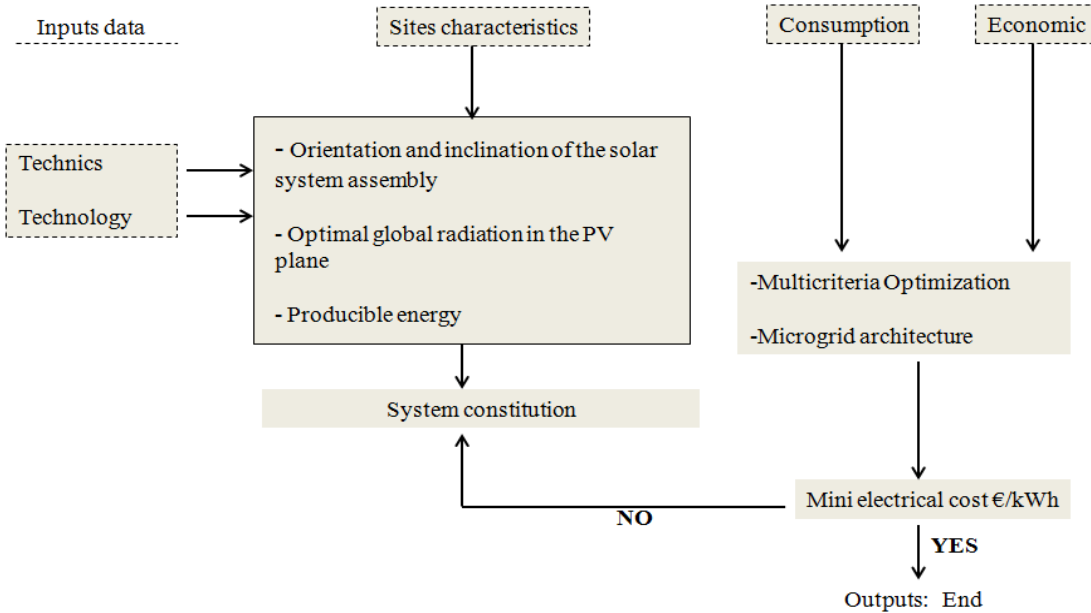 Inputs data
Sites characteristics
Consumption
Economic
Technics
Technology
- Orientation and inclination of the solar
system assembly
- Optimal global radiation in the PV
plane
- Producible energy
-Multicriteria Optimization
-Microgrid architecture
System constitution
Mini electrical cost €/kWh
NO
YES
Outputs: End